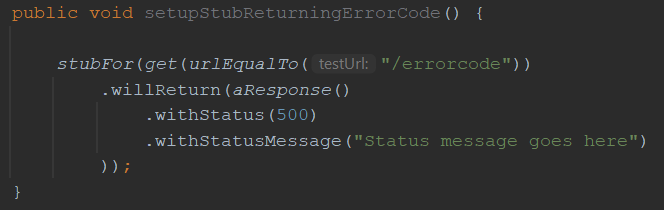 public void setupStubReturningErrorCode() {
stubFor(get(urlEqualTo( testUrl: "/errorcode"))
.willReturn(aResponse()
.withStatus(500)
.withStatusMessage("Status message goes here")
));
}